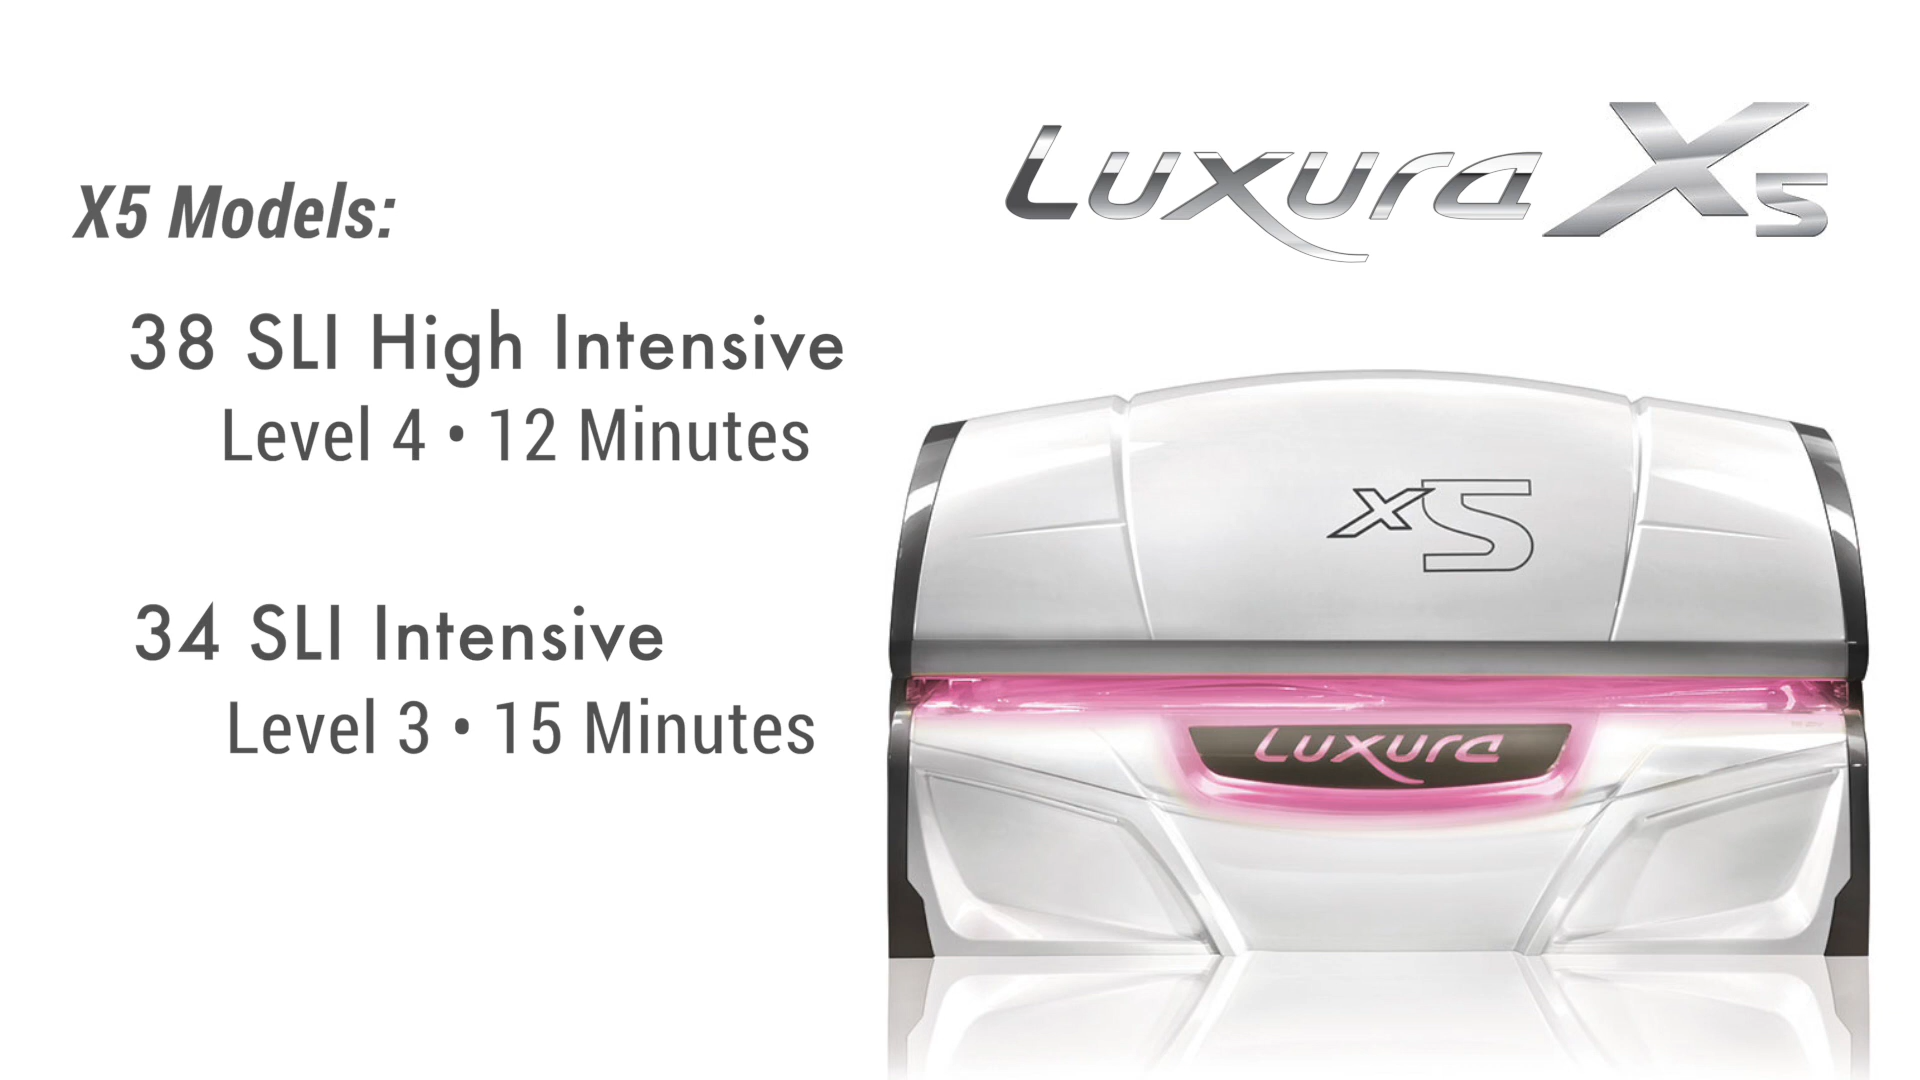 Luxura X5
X5 Models:
38 SLI High Intensive
Level 4 • 12 Minutes
34 SLI Intensive
Level 3 • 15 Minutes
X5
Luxura